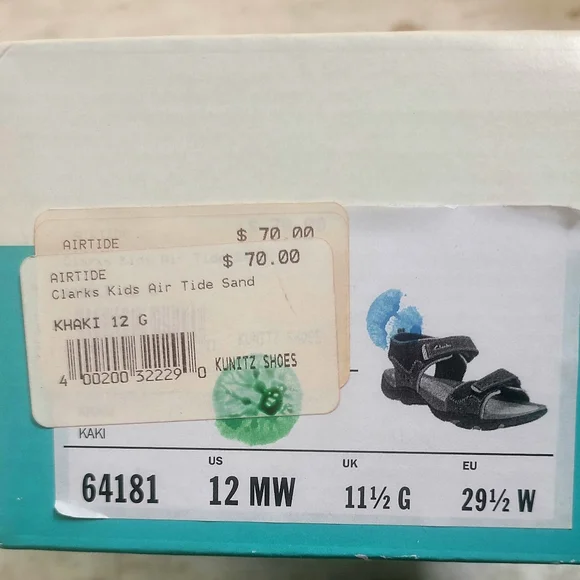 AIRTIDE
$ 70.00
AIRTIDE
$ 70.00
Clarks Kids Air Tide Sand
KHAKI 12 G
4 00200 32229 0
KUNITZ SHOES
KAKI
Clarks
64181
US
12 MW
UK
11½ G
EU
29½ W